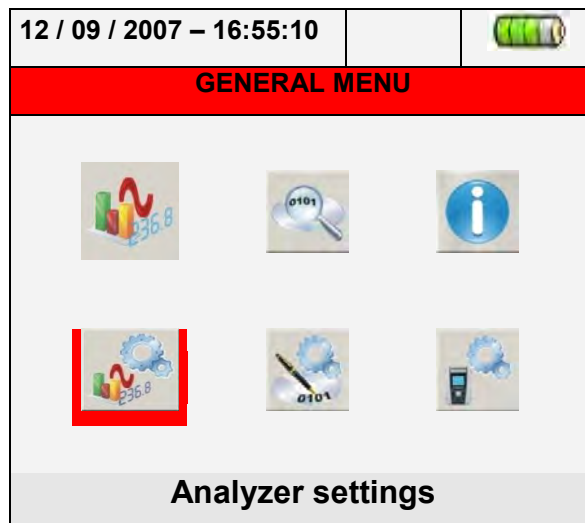 12 / 09 / 2007 – 16:55:10
GENERAL MENU
236.8
0101
236.8
0101
Analyzer settings